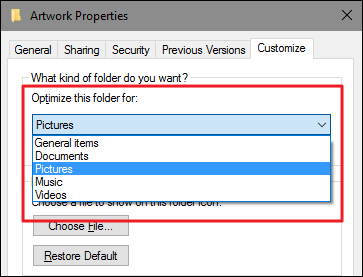 Artwork Properties
General
Sharing
Security
Previous Versions
Customize
What kind of folder do you want?
Optimize this folder for:
Pictures
General items
Documents
Pictures
Music
Videos
Choose a file to show on this folder icon.
Choose File...
Restore Default